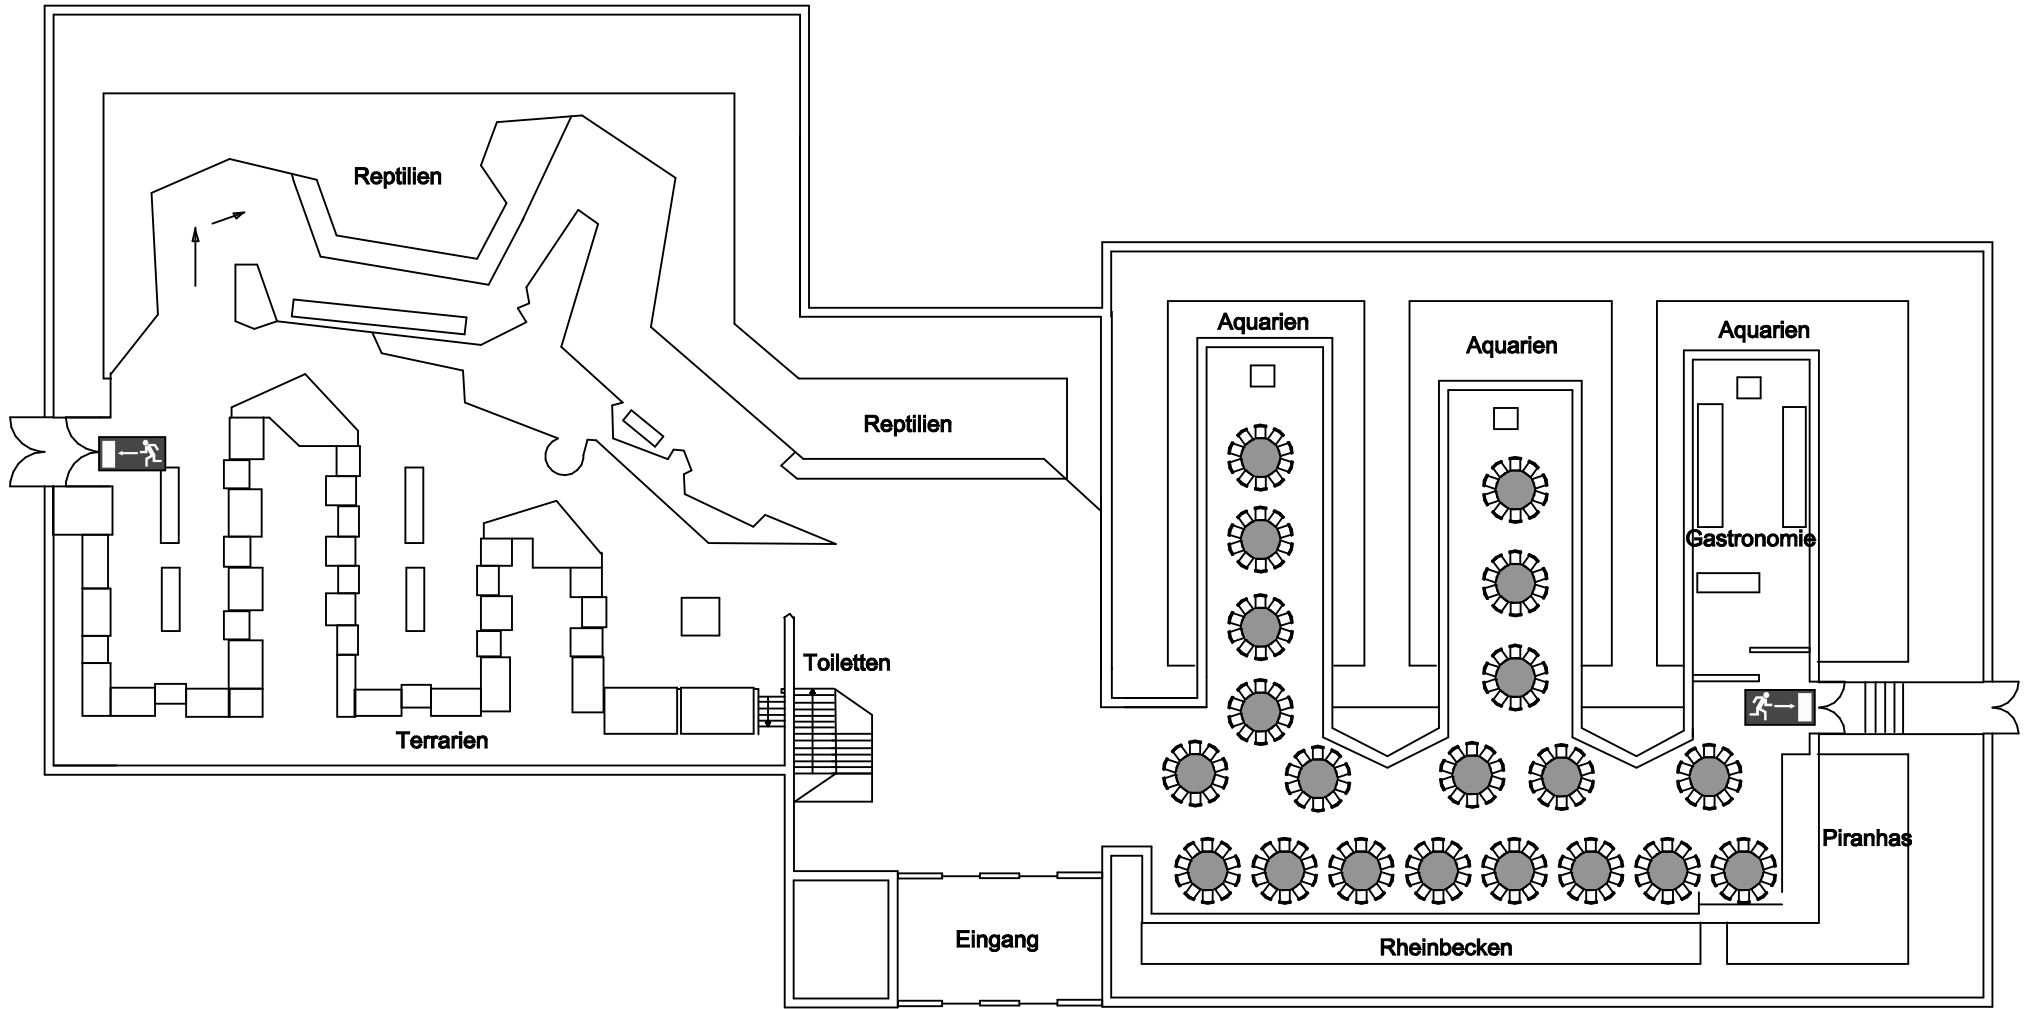 Reptilien
Aquarien
Aquarien
Aquarien
Reptilien
Gastronomie
Toiletten
Terrarien
Piranhas
Eingang
Rheinbecken